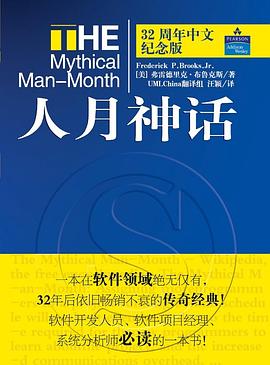 THE
Mythical
Man-Month
32 周年中文
纪念版
PEARSON
Addison
Wesley
Frederick P.Brooks,Jr.
[美] 弗雷德里克·布鲁克斯/著
UMLChina翻译组 汪颖/译
人月神话
一本在软件领域绝无仅有，
32年后依旧畅销不衰的传奇经典！
软件开发人员、软件项目经理、
系统分析师必读的一本书！